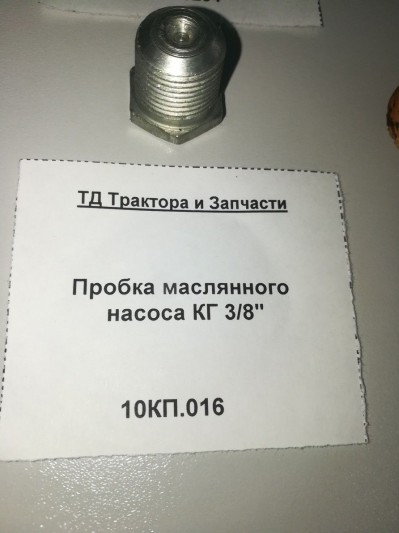 ТД Трактора и Запчасти
Пробка маслянного
насоса КГ 3/8"
10КП.016